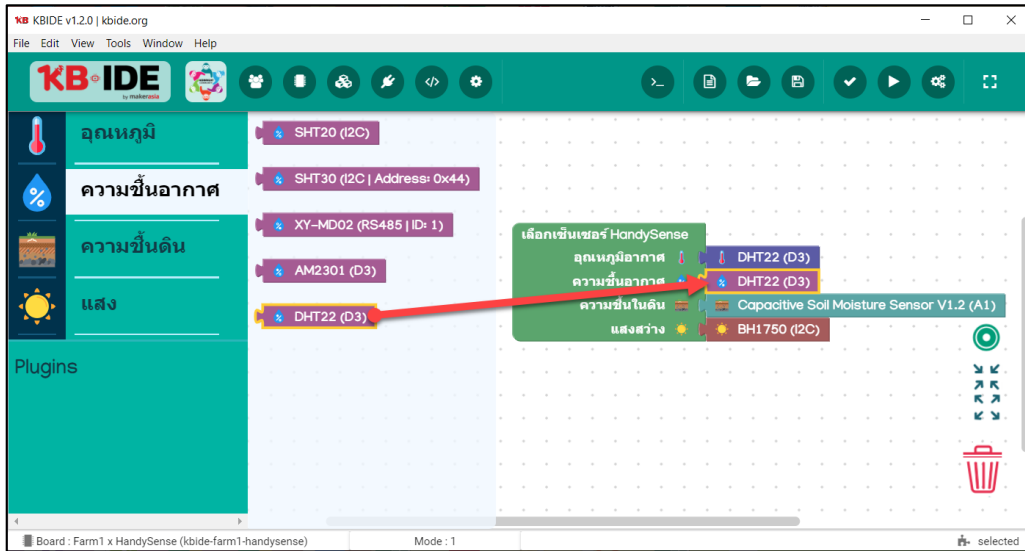 KB KBIDE v1.2.0 | kbide.org
File Edit View Tools Window Help
KB IDE
by makerasia
อุณหภูมิ
ความชื้นอากาศ
ความชื้นดิน
แสง
Plugins
SHT20 (I2C)
SHT30 (I2C | Address: 0x44)
XY-MD02 (RS485 | ID: 1)
AM2301 (D3)
DHT22 (D3)
เลือกเซ็นเซอร์ HandySense
อุณหภูมิอากาศ DHT22 (D3)
ความชื้นอากาศ DHT22 (D3)
ความชื้นในดิน Capacitive Soil Moisture Sensor V1.2 (A1)
แสงสว่าง BH1750 (I2C)
Board : Farm1 x HandySense (kbide-farm1-handysense) Mode : 1 selected